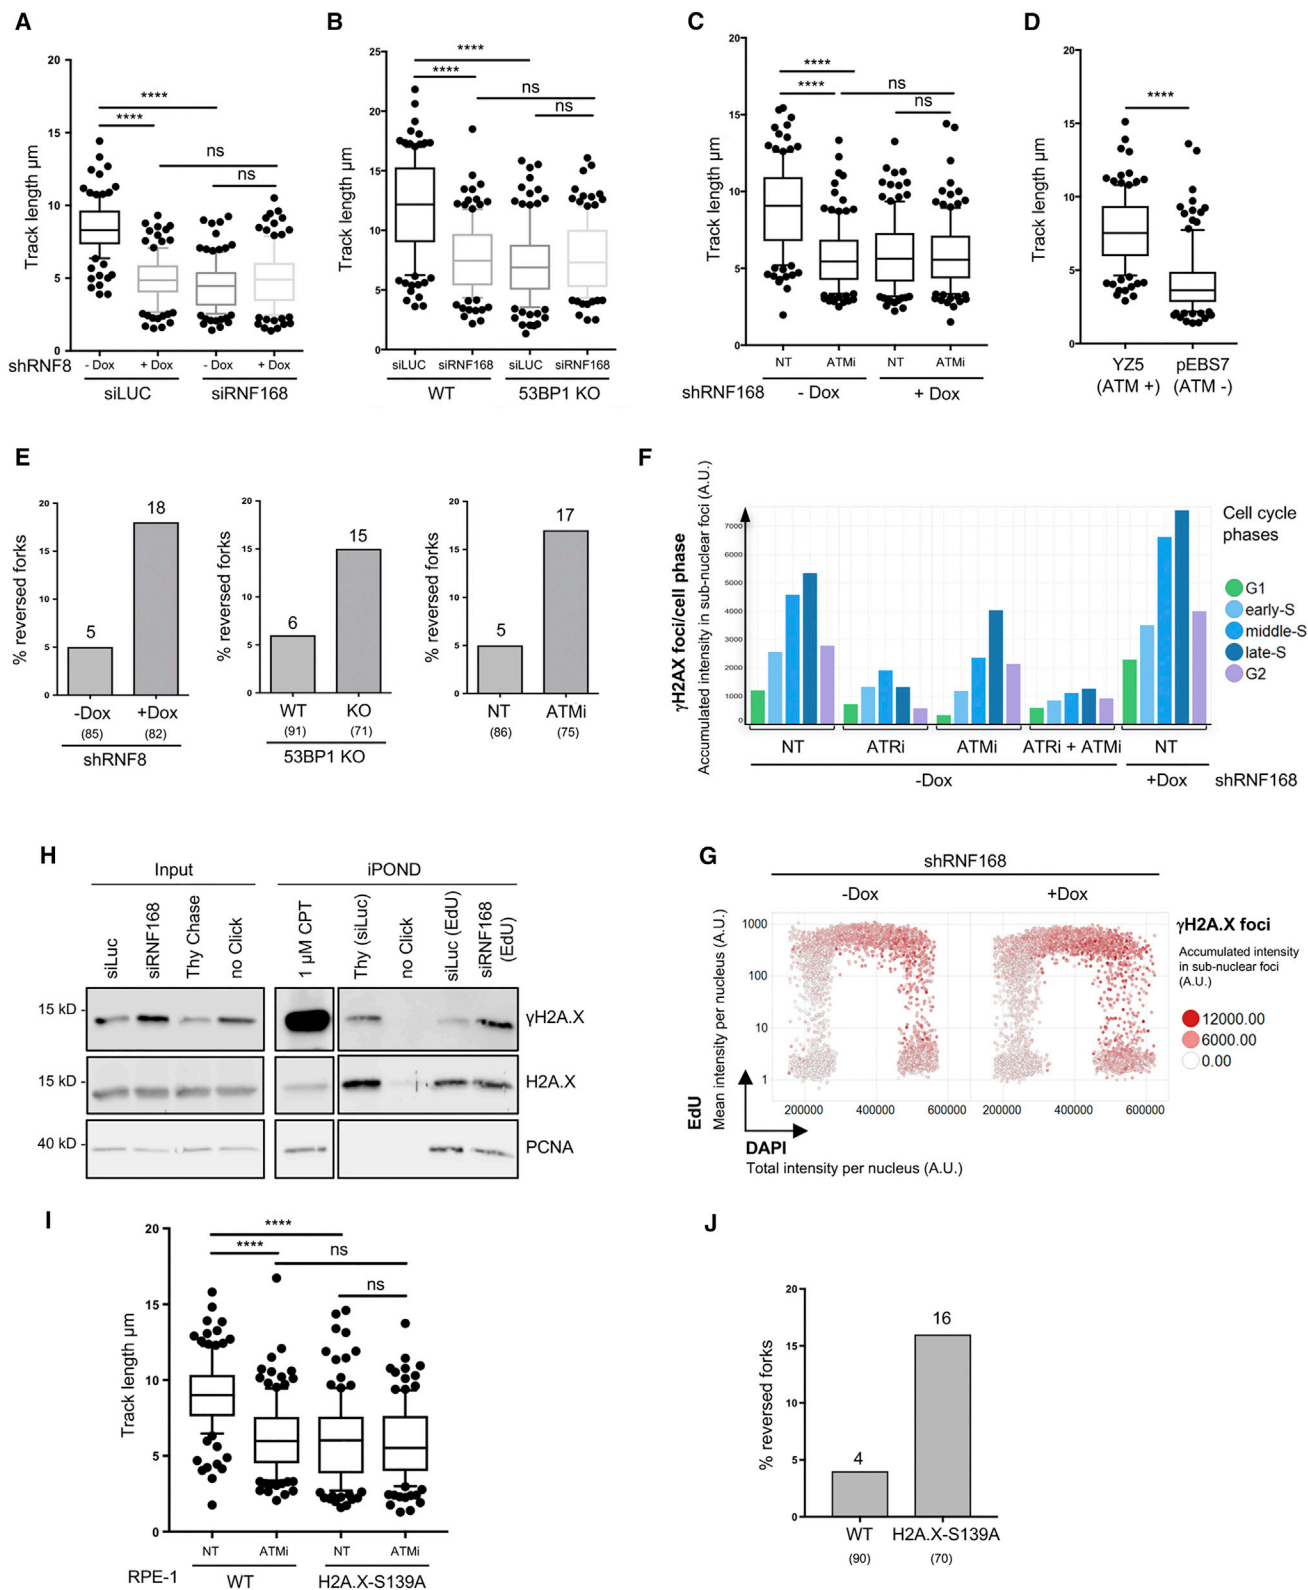 A
20
15
10
5
0
Track length µm
****
****
ns
ns
shRNF8
- Dox
+ Dox
- Dox
+ Dox
siLUC
siRNF168
B
25
20
15
10
5
0
Track length µm
****
****
ns
ns
siLUC
siRNF168
siLUC
siRNF168
WT
53BP1 KO
C
20
15
10
5
0
Track length µm
****
****
ns
ns
NT
ATMi
NT
ATMi
shRNF168
- Dox
+ Dox
D
20
15
10
5
0
Track length µm
****
YZ5
(ATM +)
pEBS7
(ATM -)
E
20
15
10
5
0
% reversed forks
5
18
-Dox
+Dox
(85)
(82)
shRNF8
20
15
10
5
0
% reversed forks
6
15
WT
KO
(91)
(71)
53BP1 KO
20
15
10
5
0
% reversed forks
5
17
NT
ATMi
(86)
(75)
F
γH2AX foci/cell phase
Accumulated intensity in sub-nuclear foci (A.U.)
7000
6000
5000
4000
3000
2000
1000
0
NT
ATRi
ATMi
ATRi + ATMi
NT
-Dox
+Dox
shRNF168
Cell cycle
phases
G1
early-S
middle-S
late-S
G2
H
Input
iPOND
siLuc
siRNF168
Thy Chase
no Click
1 µM CPT
Thy (siLuc)
no Click
siLuc (EdU)
siRNF168
(EdU)
15 kD
γH2A.X
15 kD
H2A.X
40 kD
PCNA
G
shRNF168
-Dox
+Dox
EdU
Mean intensity per nucleus (A.U.)
1000
100
10
1
200000
400000
600000
200000
400000
600000
DAPI
Total intensity per nucleus (A.U.)
γH2A.X foci
Accumulated intensity
in sub-nuclear foci
(A.U.)
12000.00
6000.00
0.00
I
20
15
10
5
0
Track length µm
****
****
ns
ns
NT
ATMi
NT
ATMi
RPE-1
WT
H2A.X-S139A
J
20
15
10
5
0
% reversed forks
4
16
WT
H2A.X-S139A
(90)
(70)